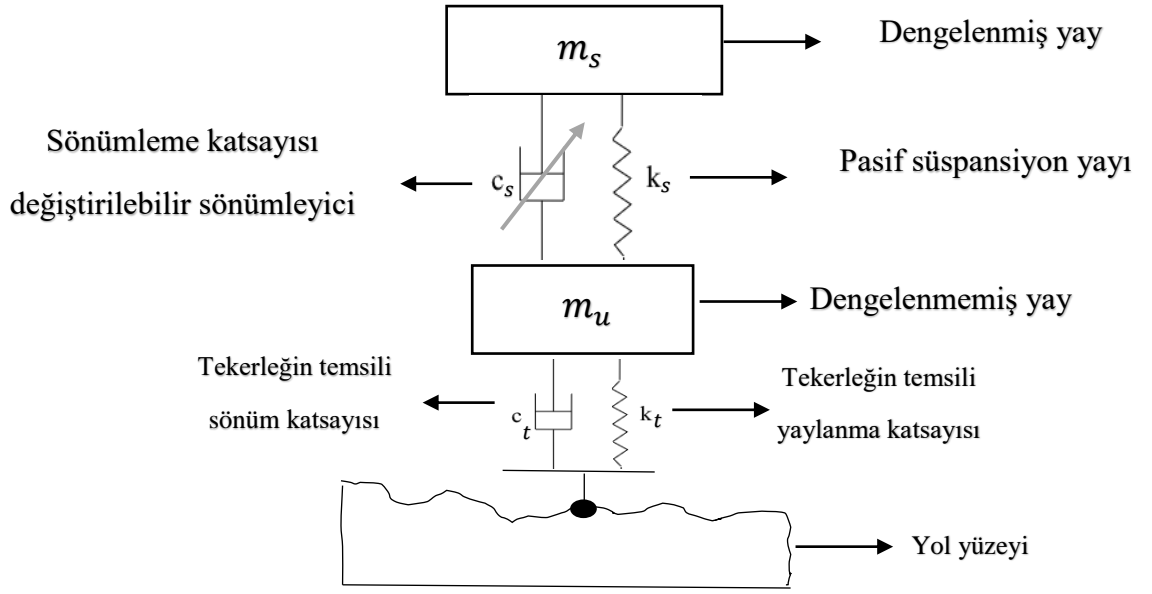 m_s
Dengelenmiş yay
Sönümleme katsayısı
değiştirilebilir sönümleyici
c_s
k_s
Pasif süspansiyon yayı
m_u
Dengelenmemiş yay
Tekerleğin temsili
sönüm katsayısı
c_t
k_t
Tekerleğin temsili
yaylanma katsayısı
Yol yüzeyi